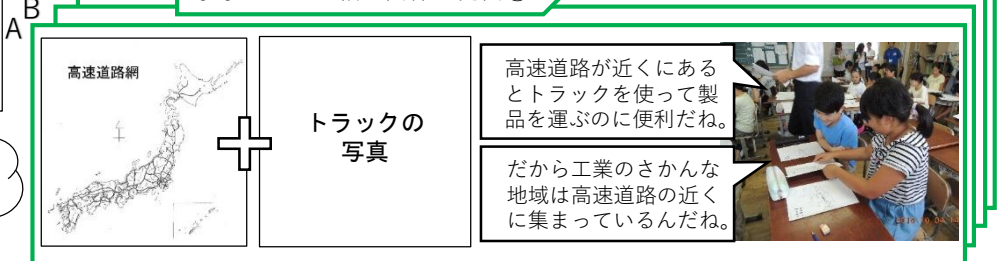 B
A
高速道路網
トラックの
写真
高速道路が近くにある
とトラックを使って製
品を運ぶのに便利だね。
だから工業のさかんな
地域は高速道路の近く
に集まっているんだね。